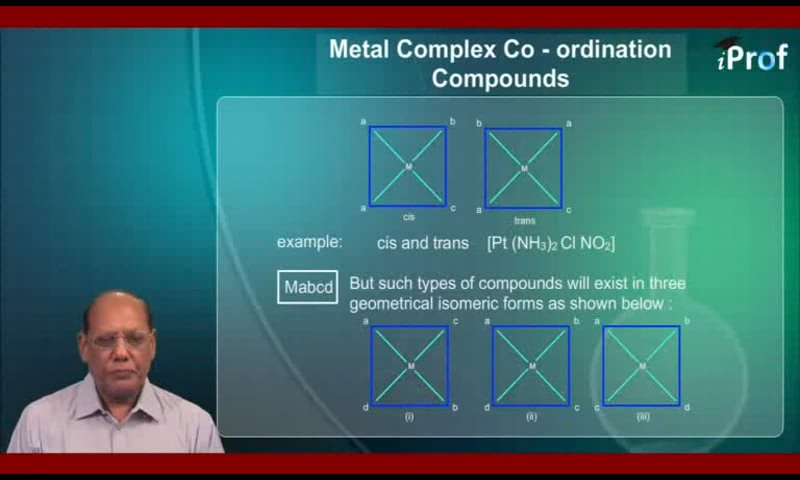 Metal Complex Co - ordination
Compounds
iProf
a b b a
M M
a c a c
cis trans
example: cis and trans [Pt (NH₃)₂ Cl NO₂]
Mabcd But such types of compounds will exist in three
geometrical isomeric forms as shown below :
a c a b a b
M M M
d b d c c d
(i) (ii) (iii)